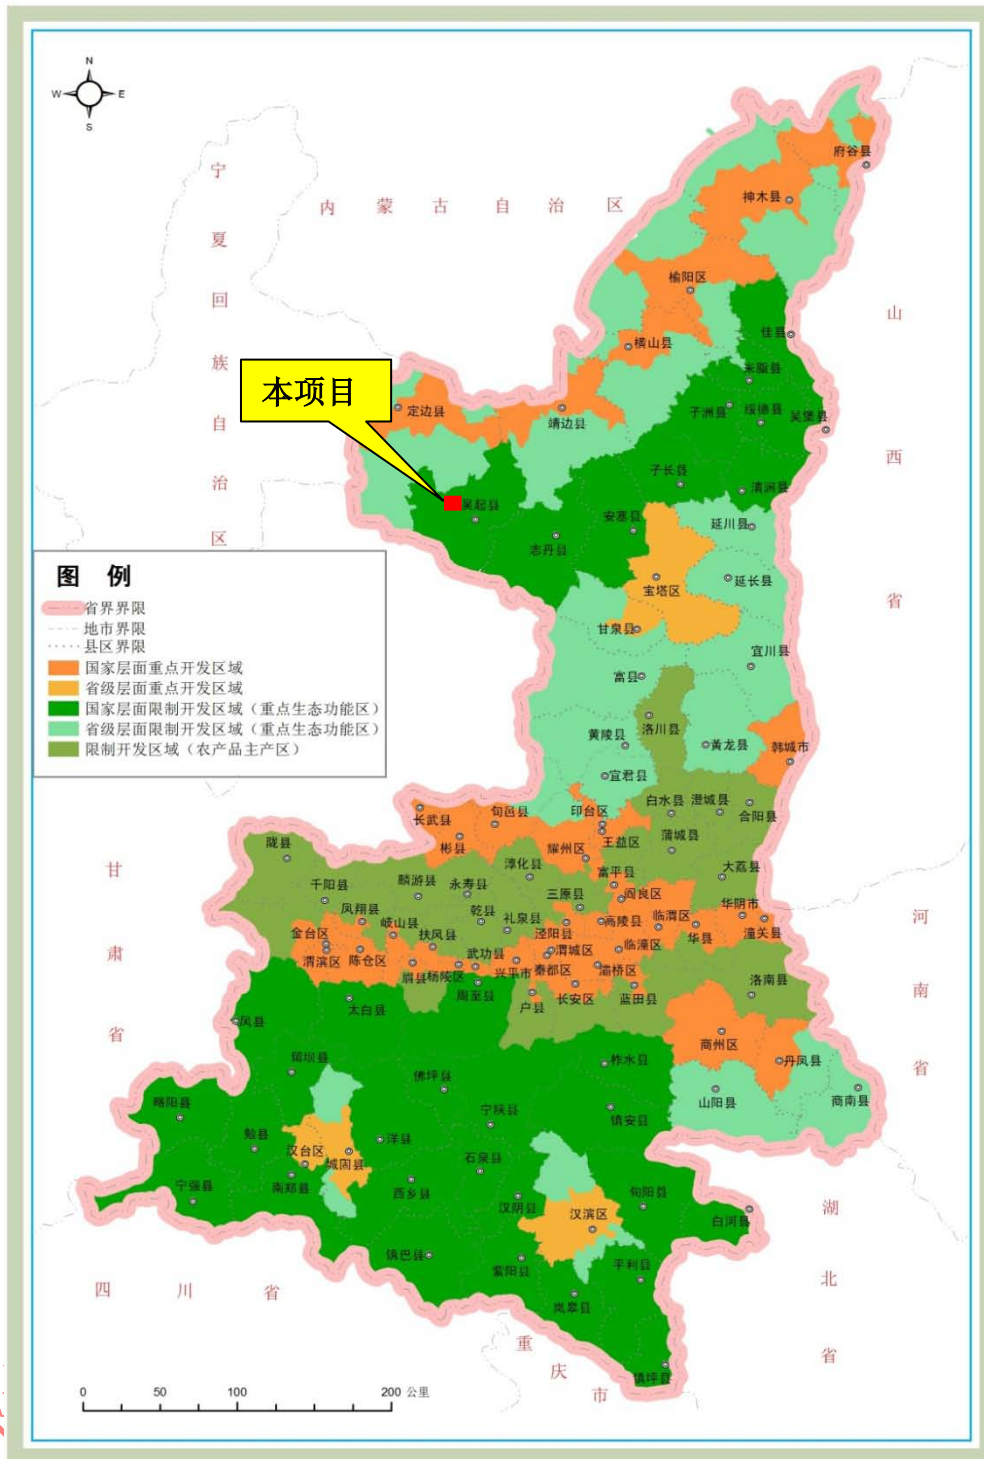 N
W
E
S
宁夏回族自治区
内蒙古自治区
山西省
甘肃省
河南省
湖北省
四川省
重庆市
本项目
府谷县
神木县
榆阳区
佳县
横山县
米脂县
定边县
靖边县
子洲县
绥德县
吴堡县
子长县
清涧县
吴起县
安塞县
延川县
志丹县
宝塔区
延长县
甘泉县
宜川县
富县
洛川县
黄陵县
黄龙县
韩城市
宜君县
图 例
省界界限
地市界限
县区界限
国家层面重点开发区域
省级层面重点开发区域
国家层面限制开发区域（重点生态功能区）
省级层面限制开发区域（重点生态功能区）
限制开发区域（农产品主产区）
长武县
旬邑县
印台区
白水县
澄城县
合阳县
彬县
耀州区
王益区
蒲城县
陇县
淳化县
富平县
大荔县
千阳县
麟游县
永寿县
三原县
阎良区
凤翔县
岐山县
乾县
礼泉县
高陵县
临渭区
华阴市
金台区
扶风县
泾阳县
华县
潼关县
渭滨区
陈仓区
武功县
渭城区
临潼区
眉县
杨陵区
兴平市
秦都区
灞桥区
太白县
周至县
户县
长安区
蓝田县
洛南县
凤县
商州区
留坝县
佛坪县
柞水县
丹凤县
略阳县
宁陕县
镇安县
山阳县
商南县
勉县
汉台区
城固县
洋县
石泉县
宁强县
南郑县
西乡县
汉阴县
汉滨区
旬阳县
白河县
镇巴县
紫阳县
平利县
岚皋县
镇坪县
0 50 100 200 公里